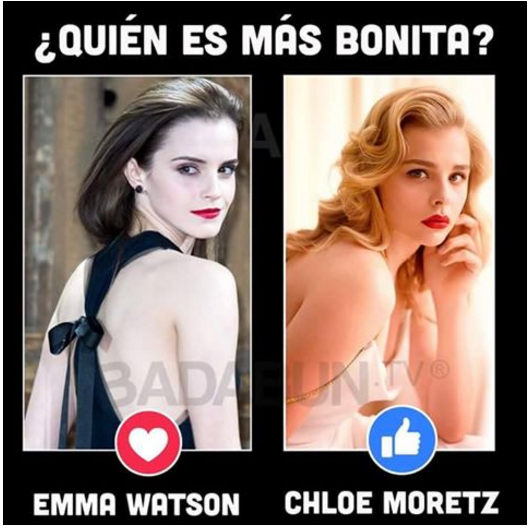 ¿QUIÉN ES MÁS BONITA?
BADABUN.TV®
EMMA WATSON
CHLOE MORETZ